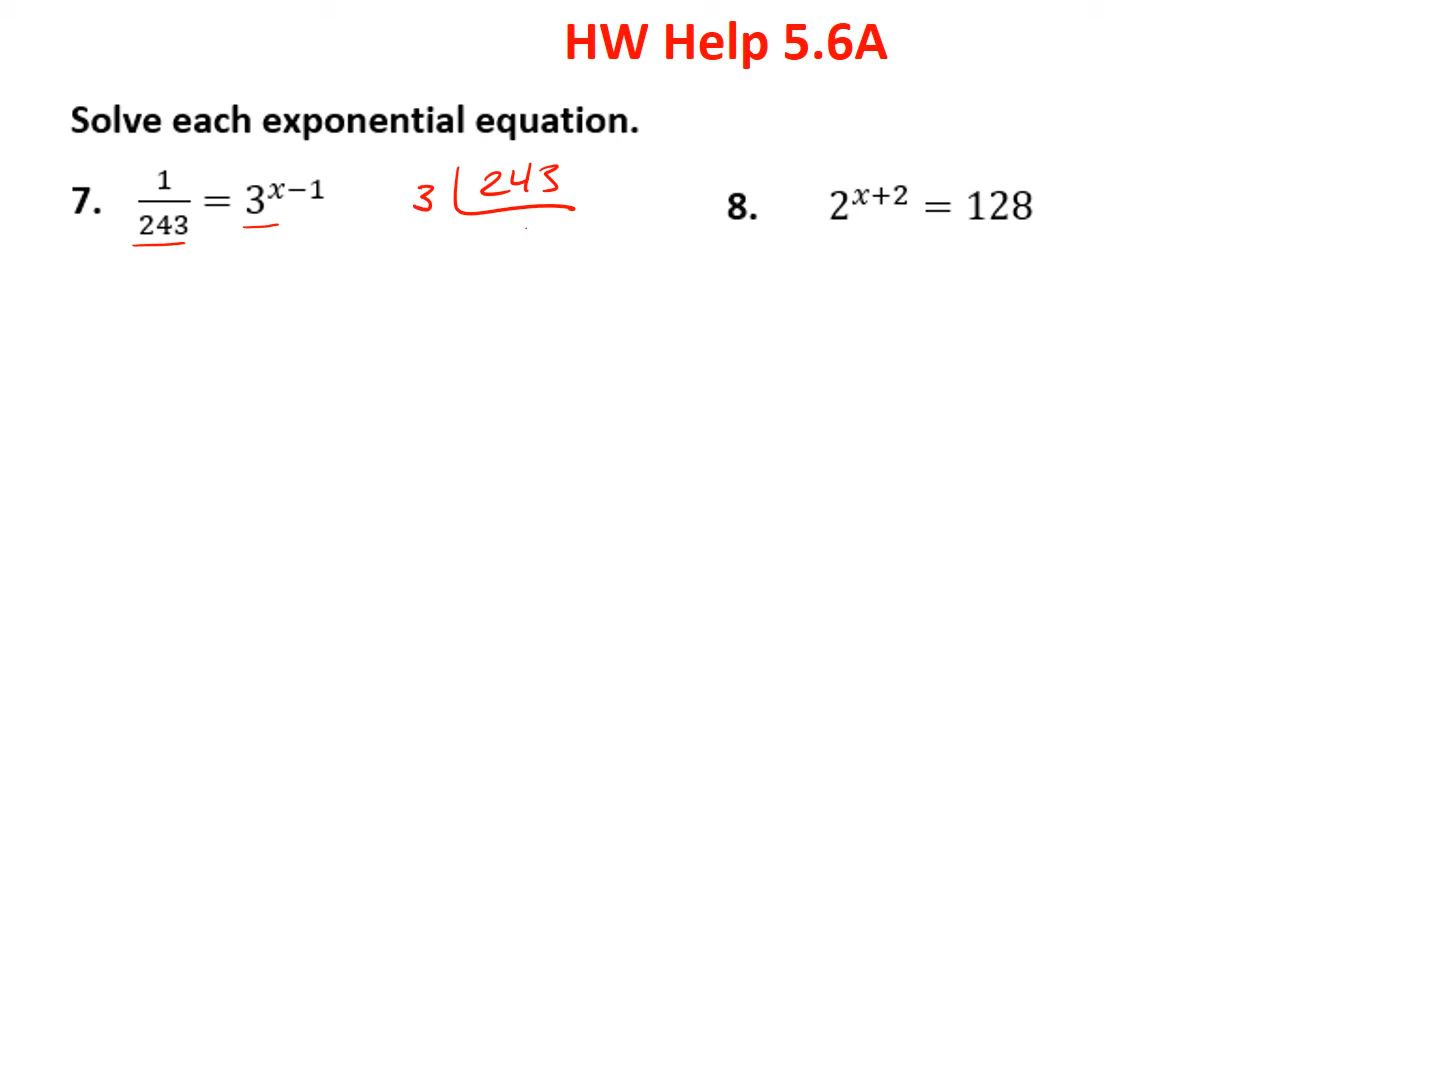 HW Help 5.6A
Solve each exponential equation.
7. 1/243 = 3^{x−1}
3 243
8. 2^{x+2} = 128